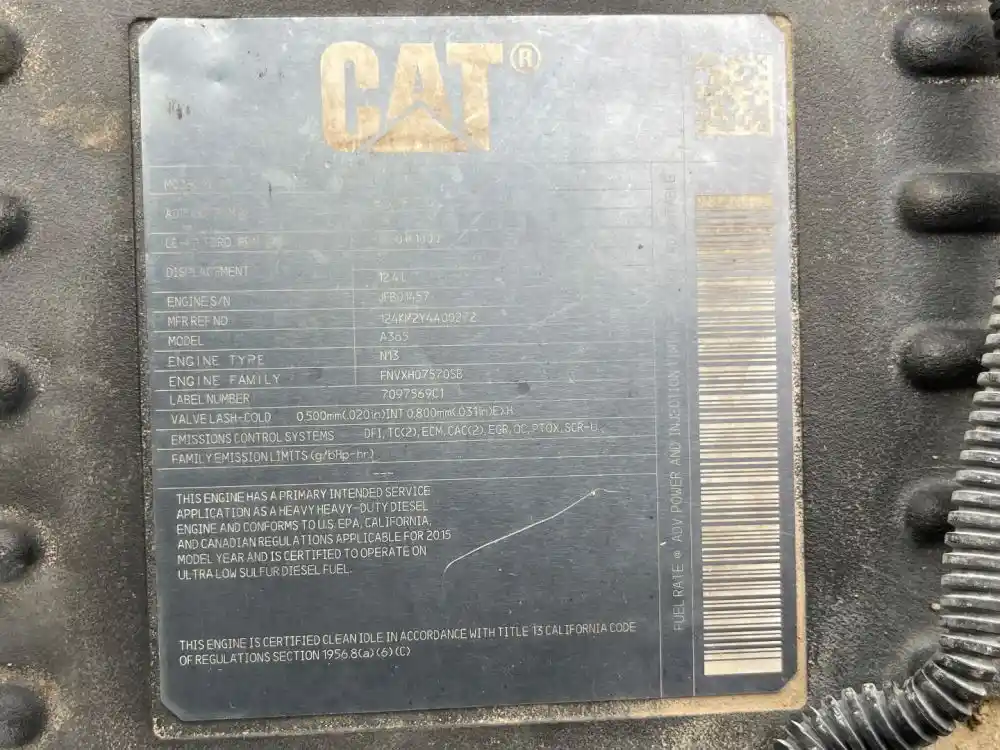 CAT®
DISPLACEMENT 12.4L
ENGINE S/N JFB01457
MFR REF NO 124KM2Y4A00272
MODEL A385
ENGINE TYPE N13
ENGINE FAMILY FNVXH07570SB
LABEL NUMBER 7097569C1
VALVE LASH-COLD 0.500mm(.020in)INT 0.800mm(.031in)EXH
EMISSIONS CONTROL SYSTEMS DFI, TC(2), ECM, CAC(2), EGR, OC, PTOX, SCR-U,
FAMILY EMISSION LIMITS (g/bHp-hr)
---
THIS ENGINE HAS A PRIMARY INTENDED SERVICE
APPLICATION AS A HEAVY HEAVY-DUTY DIESEL
ENGINE AND CONFORMS TO U.S. EPA, CALIFORNIA,
AND CANADIAN REGULATIONS APPLICABLE FOR 2015
MODEL YEAR AND IS CERTIFIED TO OPERATE ON
ULTRA LOW SULFUR DIESEL FUEL.
THIS ENGINE IS CERTIFIED CLEAN IDLE IN ACCORDANCE WITH TITLE 13 CALIFORNIA CODE
OF REGULATIONS SECTION 1956.8(a)(6)(C)
FUEL RATE @ ADV POWER AND INJECTION